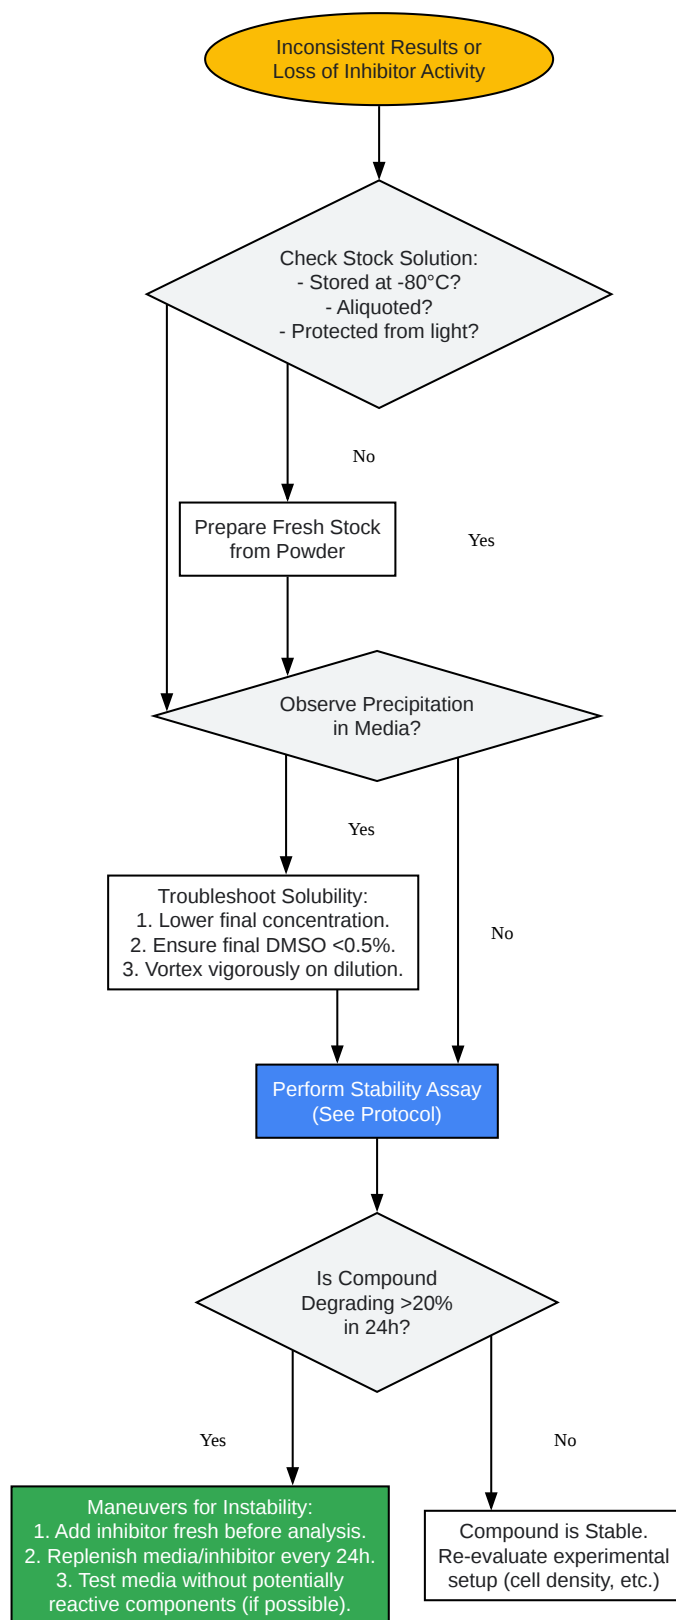 Inconsistent Results or
Loss of Inhibitor Activity
Check Stock Solution:
- Stored at -80°C?
- Aliquoted?
- Protected from light?
No
Prepare Fresh Stock
from Powder
Yes
Observe Precipitation
in Media?
Yes
Troubleshoot Solubility:
1. Lower final concentration.
2. Ensure final DMSO <0.5%.
3. Vortex vigorously on dilution.
No
Perform Stability Assay
(See Protocol)
Is Compound
Degrading >20%
in 24h?
Yes
No
Maneuvers for Instability:
1. Add inhibitor fresh before analysis.
2. Replenish media/inhibitor every 24h.
3. Test media without potentially
reactive components (if possible).
Compound is Stable.
Re-evaluate experimental
setup (cell density, etc.)